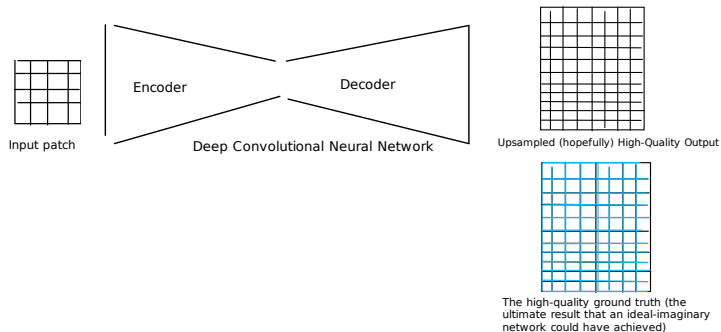 Encoder
Decoder
Input patch
Deep Convolutional Neural Network
Upsampled (hopefully) High-Quality Output
The high-quality ground truth (the
ultimate result that an ideal-imaginary
network could have achieved)